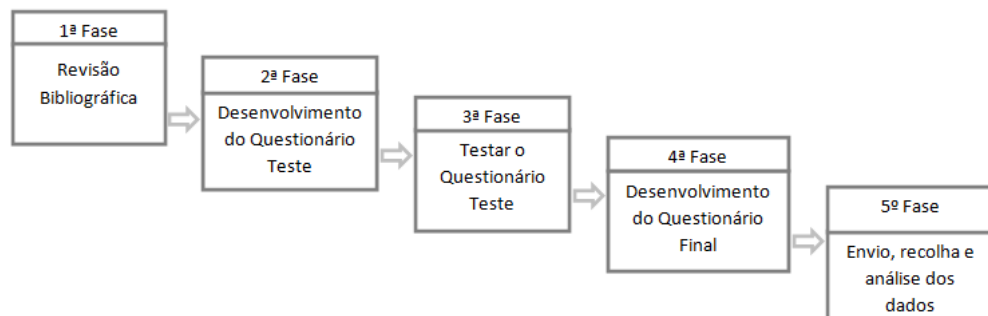 1ª Fase
Revisão
Bibliográfica
2ª Fase
Desenvolvimento
do Questionário
Teste
3ª Fase
Testar o
Questionário
Teste
4ª Fase
Desenvolvimento
do Questionário
Final
5º Fase
Envio, recolha e
análise dos
dados